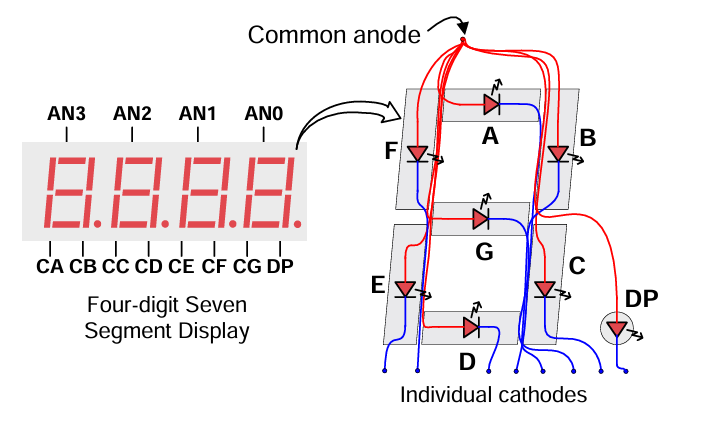 Common anode
AN3 AN2 AN1 AN0
A
B
F
G
E
C
DP
D
CA CB CC CD CE CF CG DP
Four-digit Seven
Segment Display
Individual cathodes